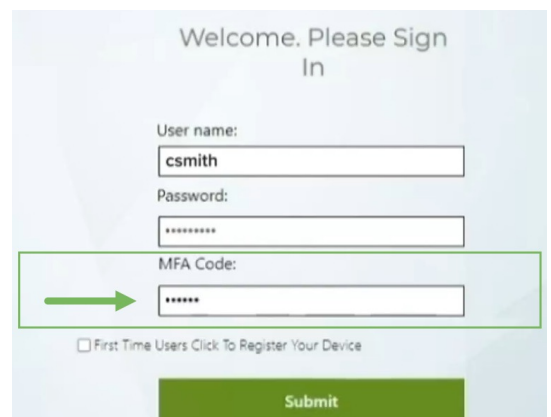 Welcome. Please Sign
In
User name:
csmith
Password:
•••••••••
MFA Code:
••••••
First Time Users Click To Register Your Device
Submit